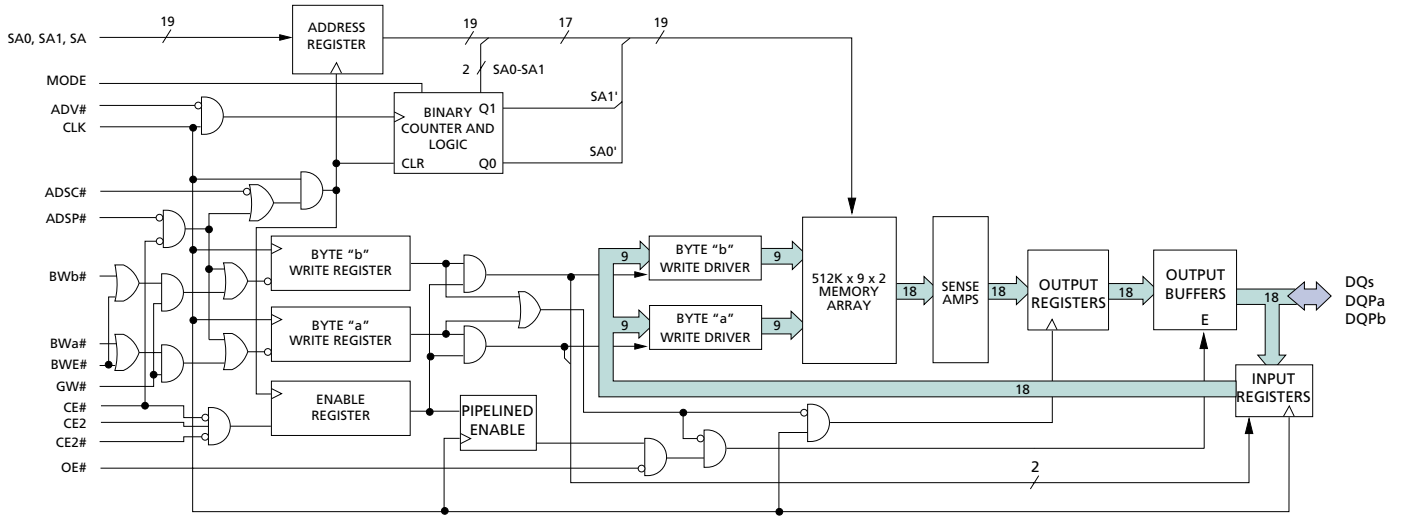 19
SA0, SA1, SA
ADDRESS
REGISTER
19
17
19
2
SA0-SA1
MODE
ADV#
CLK
BINARY
COUNTER AND
LOGIC
Q1
CLR
Q0
SA1'
SA0'
ADSC#
ADSP#
BWb#
BWa#
BWE#
GW#
CE#
CE2
CE2#
OE#
BYTE “b”
WRITE REGISTER
BYTE “a”
WRITE REGISTER
ENABLE
REGISTER
PIPELINED
ENABLE
9
BYTE “b”
WRITE DRIVER
9
9
BYTE “a”
WRITE DRIVER
9
512K x 9 x 2
MEMORY
ARRAY
18
SENSE
AMPS
18
OUTPUT
REGISTERS
18
OUTPUT
BUFFERS
E
18
DQs
DQPa
DQPb
18
INPUT
REGISTERS
2